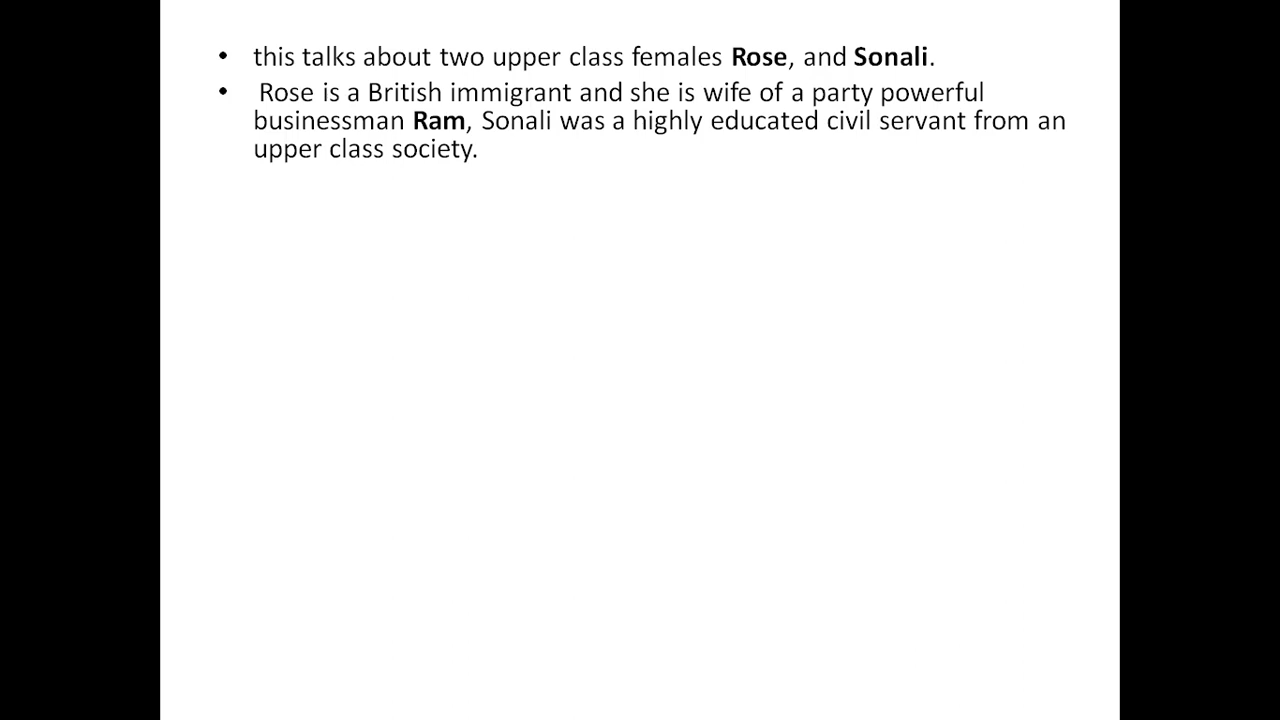 • this talks about two upper class females Rose, and Sonali.
• Rose is a British immigrant and she is wife of a party powerful
businessman Ram, Sonali was a highly educated civil servant from an
upper class society.